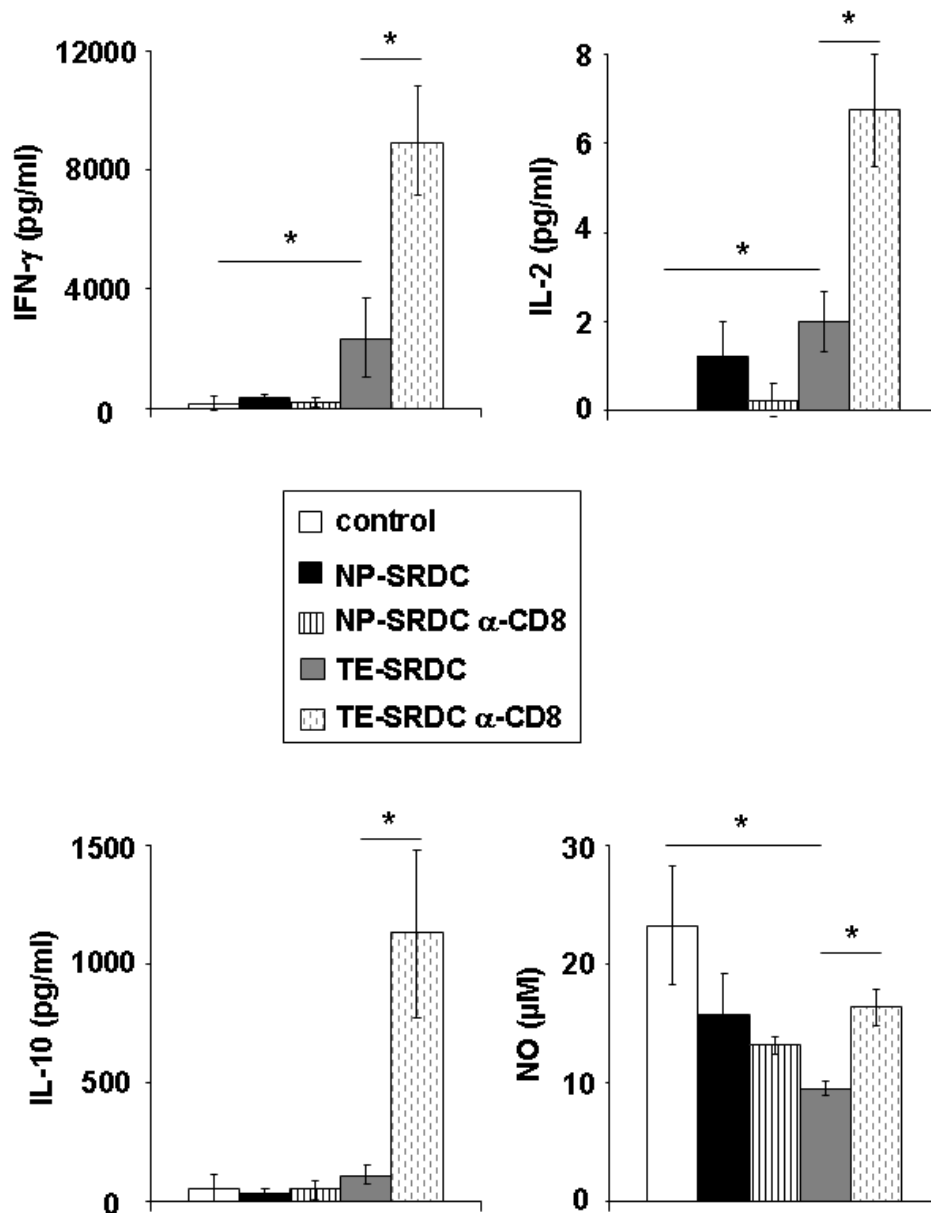 *
*
12000
8000
4000
0
IFN-γ (pg/ml)
*
*
8
6
4
2
0
IL-2 (pg/ml)
*
control
NP-SRDC
NP-SRDC α-CD8
TE-SRDC
TE-SRDC α-CD8
*
1500
1000
500
0
IL-10 (pg/ml)
*
30
20
10
0
NO (µM)
*